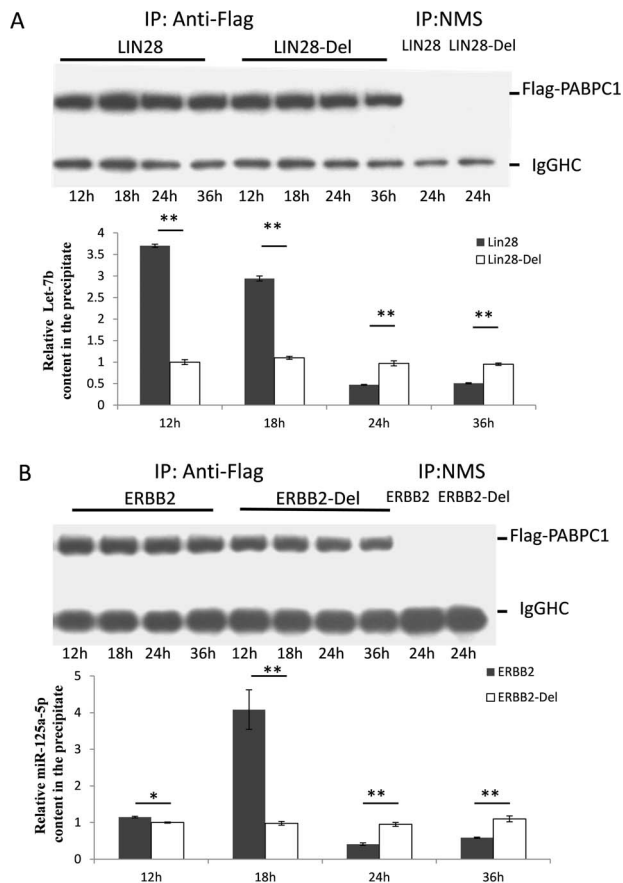 A
IP: Anti-Flag IP:NMS
LIN28 LIN28-Del LIN28 LIN28-Del
Flag-PABPC1
IgGHC
12h 18h 24h 36h 12h 18h 24h 36h 24h 24h
Relative Let-7b
content in the precipitate
4
3.5
3
2.5
2
1.5
1
0.5
0
** ** ** **
Lin28
Lin28-Del
12h 18h 24h 36h
B
IP: Anti-Flag IP:NMS
ERBB2 ERBB2-Del ERBB2 ERBB2-Del
Flag-PABPC1
IgGHC
12h 18h 24h 36h 12h 18h 24h 36h 24h 24h
Relative miR-125a-5p
content in the precipitate
5
4
3
2
1
0
* ** ** **
ERBB2
ERBB2-Del
12h 18h 24h 36h